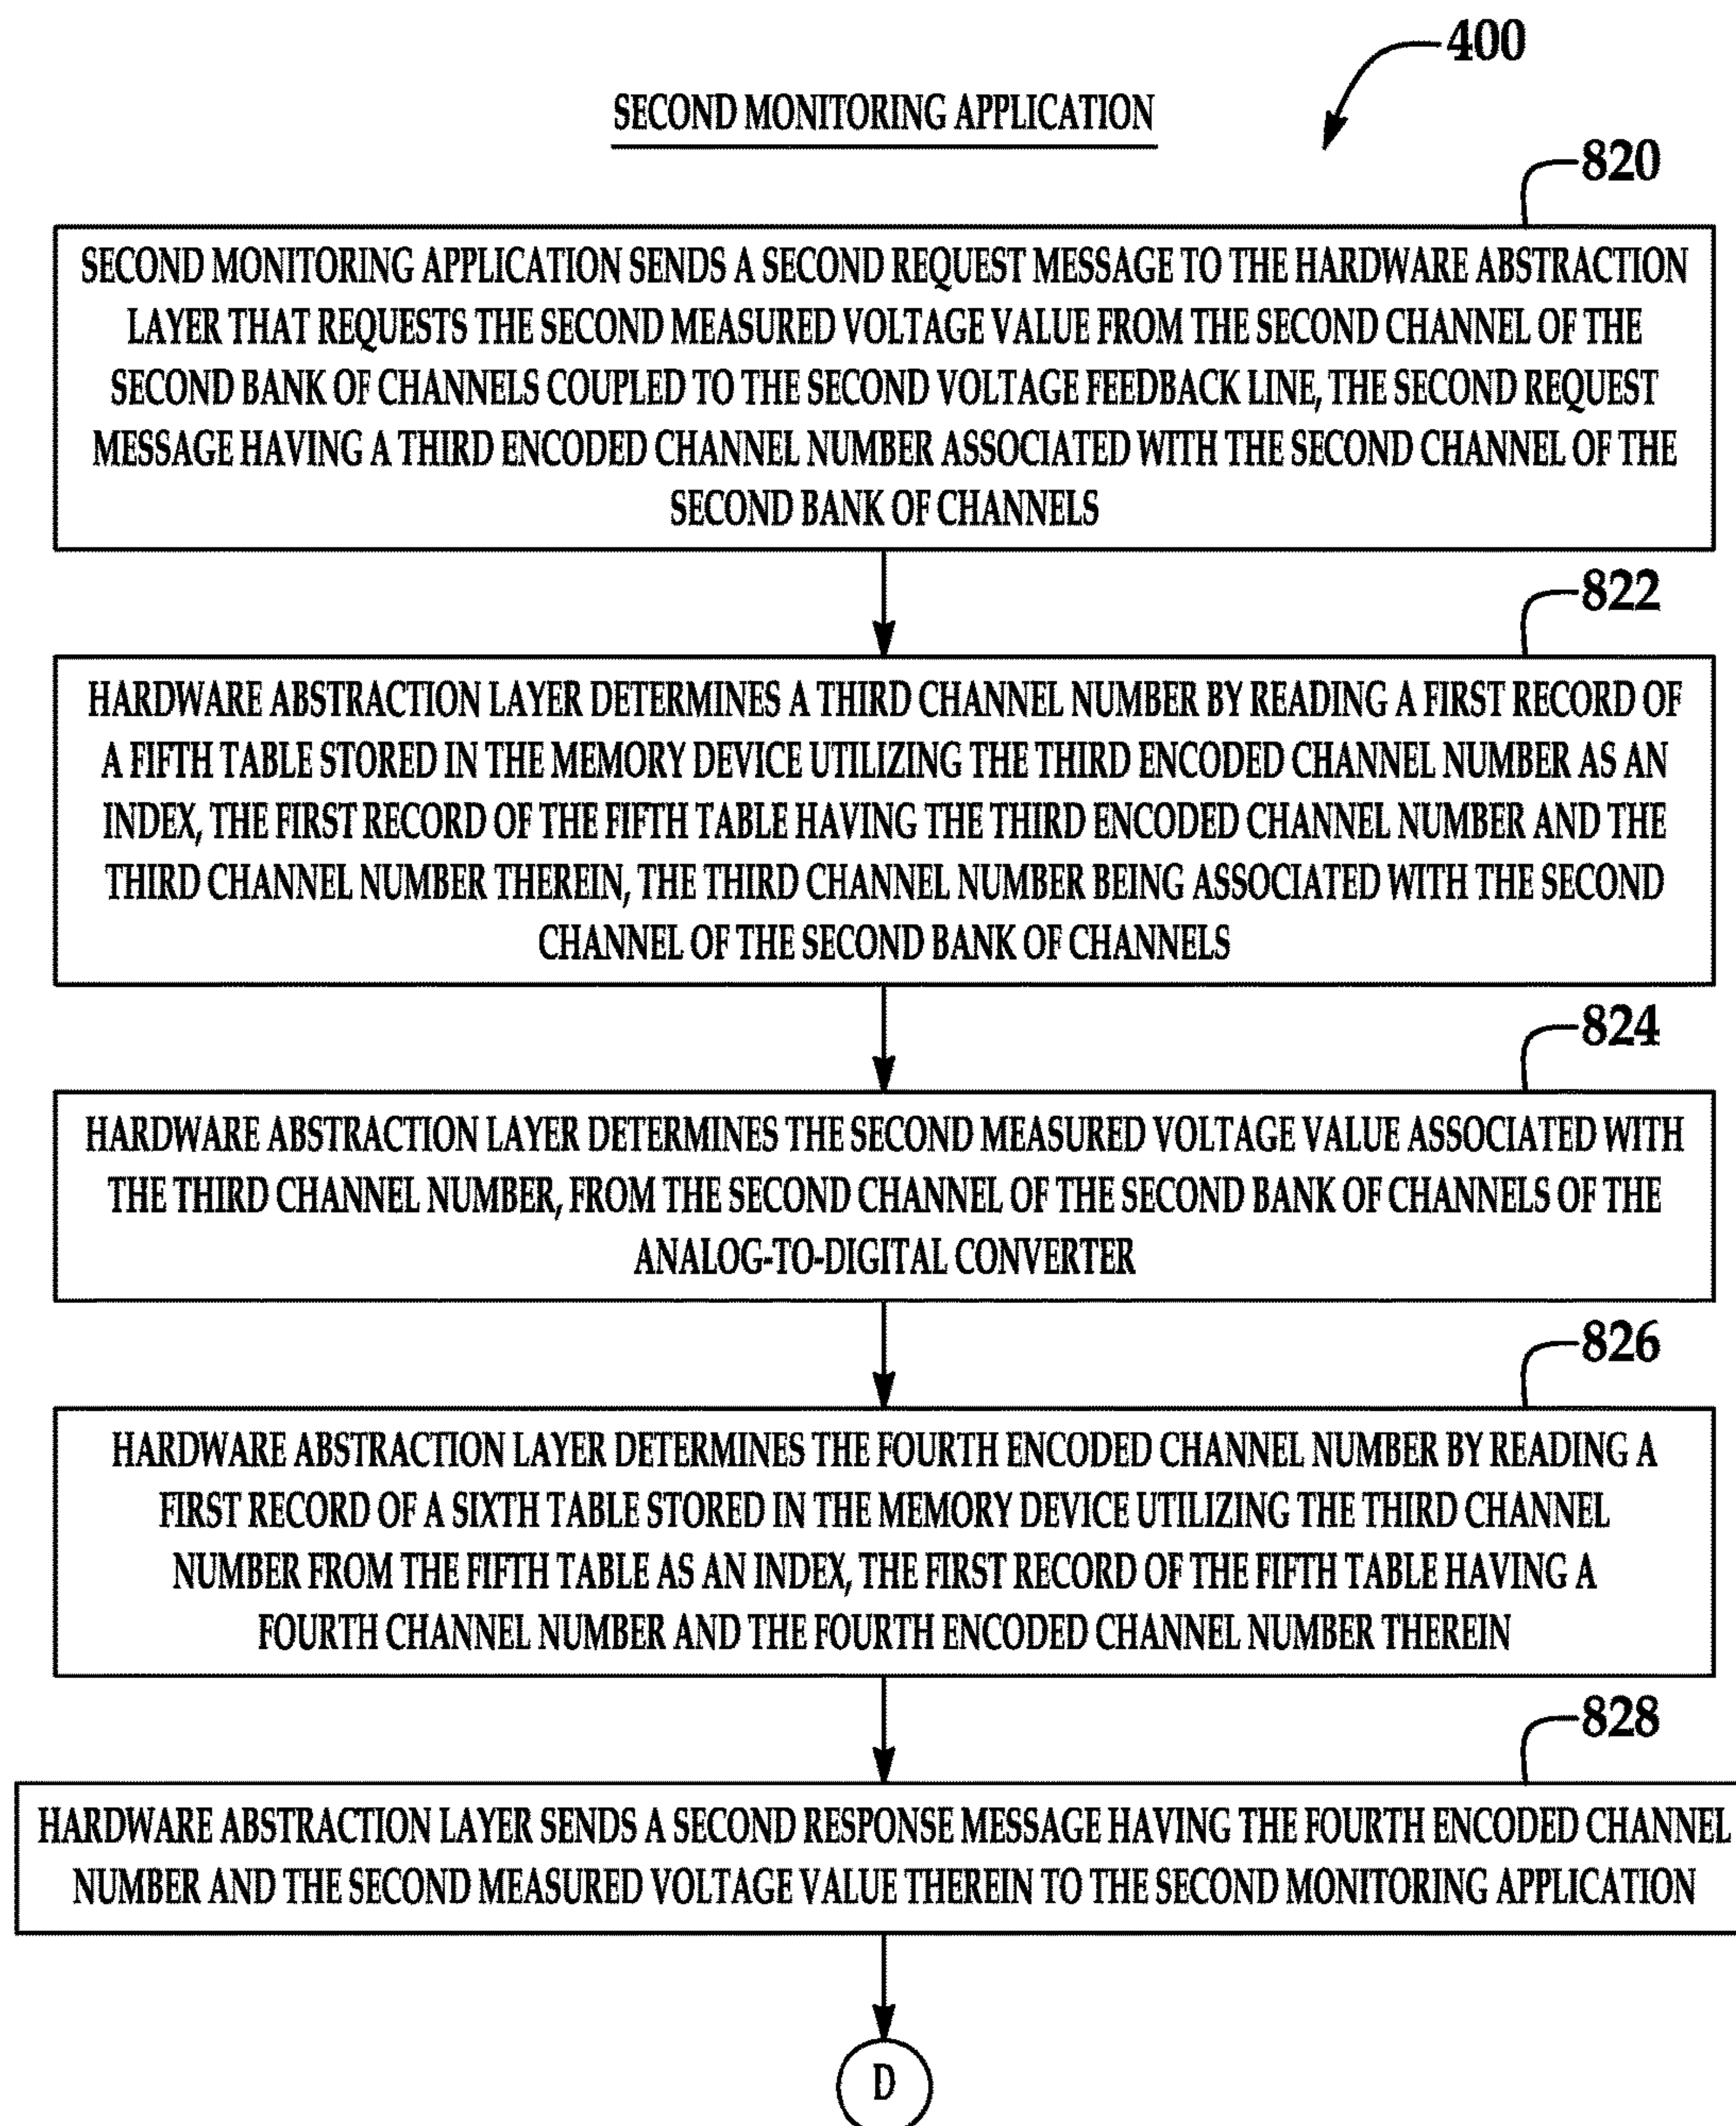 400
SECOND MONITORING APPLICATION
820
SECOND MONITORING APPLICATION SENDS A SECOND REQUEST MESSAGE TO THE HARDWARE ABSTRACTION
LAYER THAT REQUESTS THE SECOND MEASURED VOLTAGE VALUE FROM THE SECOND CHANNEL OF THE
SECOND BANK OF CHANNELS COUPLED TO THE SECOND VOLTAGE FEEDBACK LINE, THE SECOND REQUEST
MESSAGE HAVING A THIRD ENCODED CHANNEL NUMBER ASSOCIATED WITH THE SECOND CHANNEL OF THE
SECOND BANK OF CHANNELS
822
HARDWARE ABSTRACTION LAYER DETERMINES A THIRD CHANNEL NUMBER BY READING A FIRST RECORD OF
A FIFTH TABLE STORED IN THE MEMORY DEVICE UTILIZING THE THIRD ENCODED CHANNEL NUMBER AS AN
INDEX, THE FIRST RECORD OF THE FIFTH TABLE HAVING THE THIRD ENCODED CHANNEL NUMBER AND THE
THIRD CHANNEL NUMBER THEREIN, THE THIRD CHANNEL NUMBER BEING ASSOCIATED WITH THE SECOND
CHANNEL OF THE SECOND BANK OF CHANNELS
824
HARDWARE ABSTRACTION LAYER DETERMINES THE SECOND MEASURED VOLTAGE VALUE ASSOCIATED WITH
THE THIRD CHANNEL NUMBER, FROM THE SECOND CHANNEL OF THE SECOND BANK OF CHANNELS OF THE
ANALOG-TO-DIGITAL CONVERTER
826
HARDWARE ABSTRACTION LAYER DETERMINES THE FOURTH ENCODED CHANNEL NUMBER BY READING A
FIRST RECORD OF A SIXTH TABLE STORED IN THE MEMORY DEVICE UTILIZING THE THIRD CHANNEL
NUMBER FROM THE FIFTH TABLE AS AN INDEX, THE FIRST RECORD OF THE FIFTH TABLE HAVING A
FOURTH CHANNEL NUMBER AND THE FOURTH ENCODED CHANNEL NUMBER THEREIN
828
HARDWARE ABSTRACTION LAYER SENDS A SECOND RESPONSE MESSAGE HAVING THE FOURTH ENCODED CHANNEL
NUMBER AND THE SECOND MEASURED VOLTAGE VALUE THEREIN TO THE SECOND MONITORING APPLICATION
D